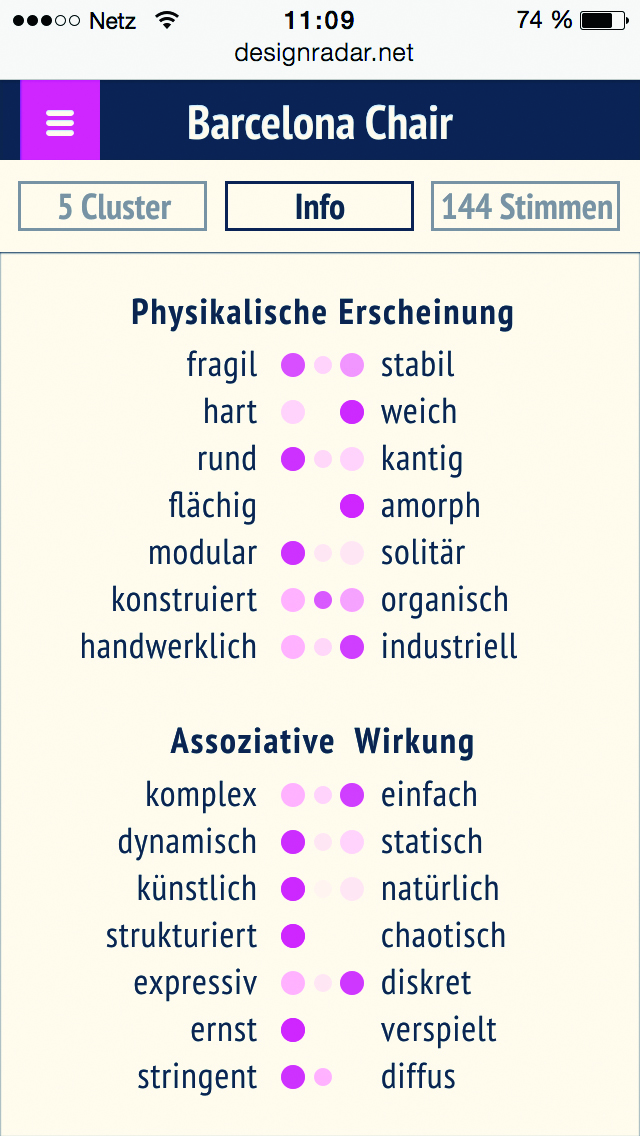 Netz 11:09 74 %
designradar.net
Barcelona Chair
5 Cluster Info 144 Stimmen
Physikalische Erscheinung
fragil stabil
hart weich
rund kantig
flächig amorph
modular solitär
konstruiert organisch
handwerklich industriell
Assoziative Wirkung
komplex einfach
dynamisch statisch
künstlich natürlich
strukturiert chaotisch
expressiv diskret
ernst verspielt
stringent diffus